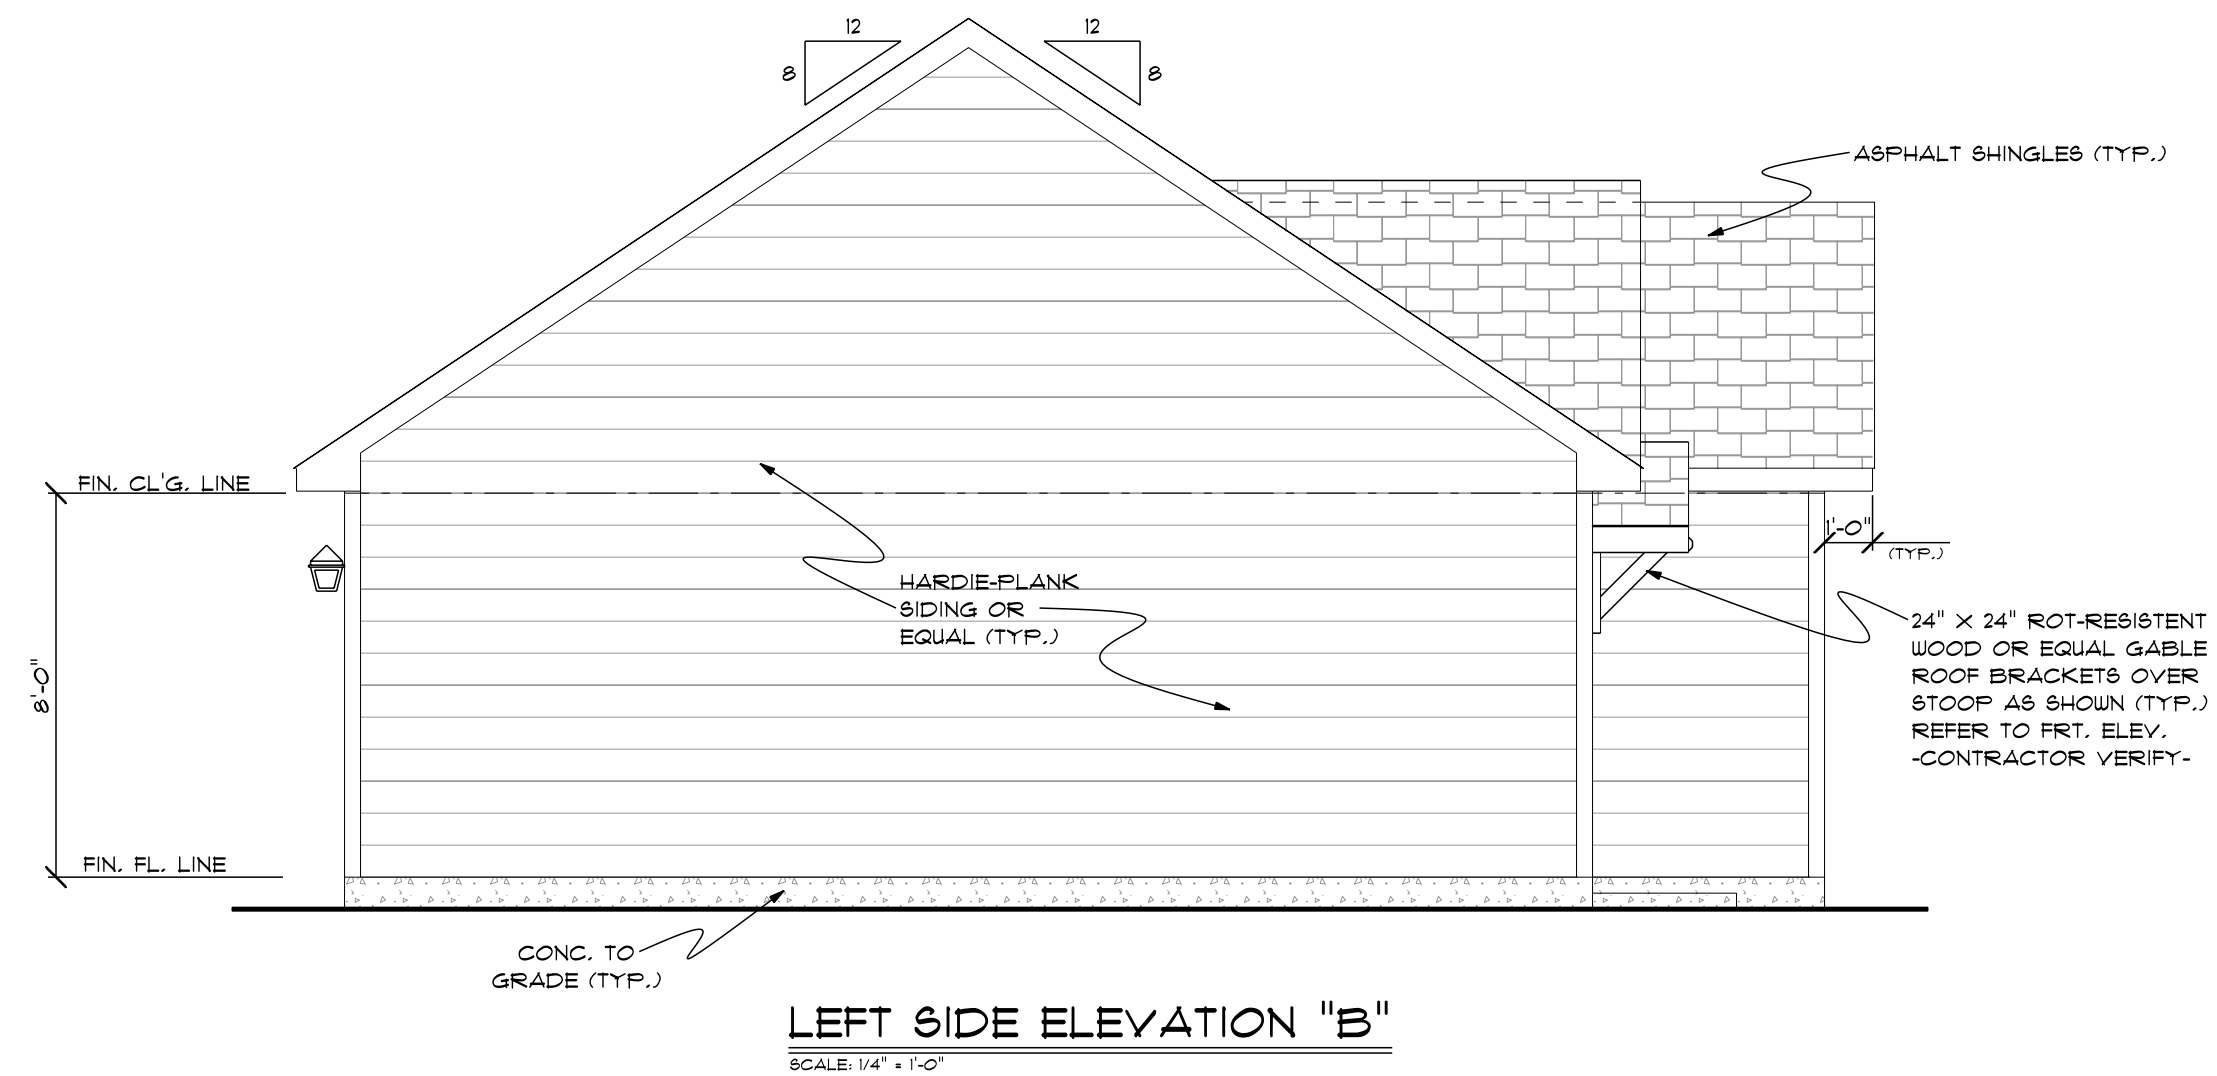 12
12
8
8
ASPHALT SHINGLES (TYP.)
FIN. CL'G. LINE
1'-0"
(TYP.)
HARDIE-PLANK
SIDING OR
EQUAL (TYP.)
24" X 24" ROT-RESISTENT
WOOD OR EQUAL GABLE
ROOF BRACKETS OVER
STOOP AS SHOWN (TYP.)
REFER TO FRT. ELEV.
-CONTRACTOR VERIFY-
8'-0"
FIN. FL. LINE
CONC. TO
GRADE (TYP.)
LEFT SIDE ELEVATION "B"
SCALE: 1/4" = 1'-0"